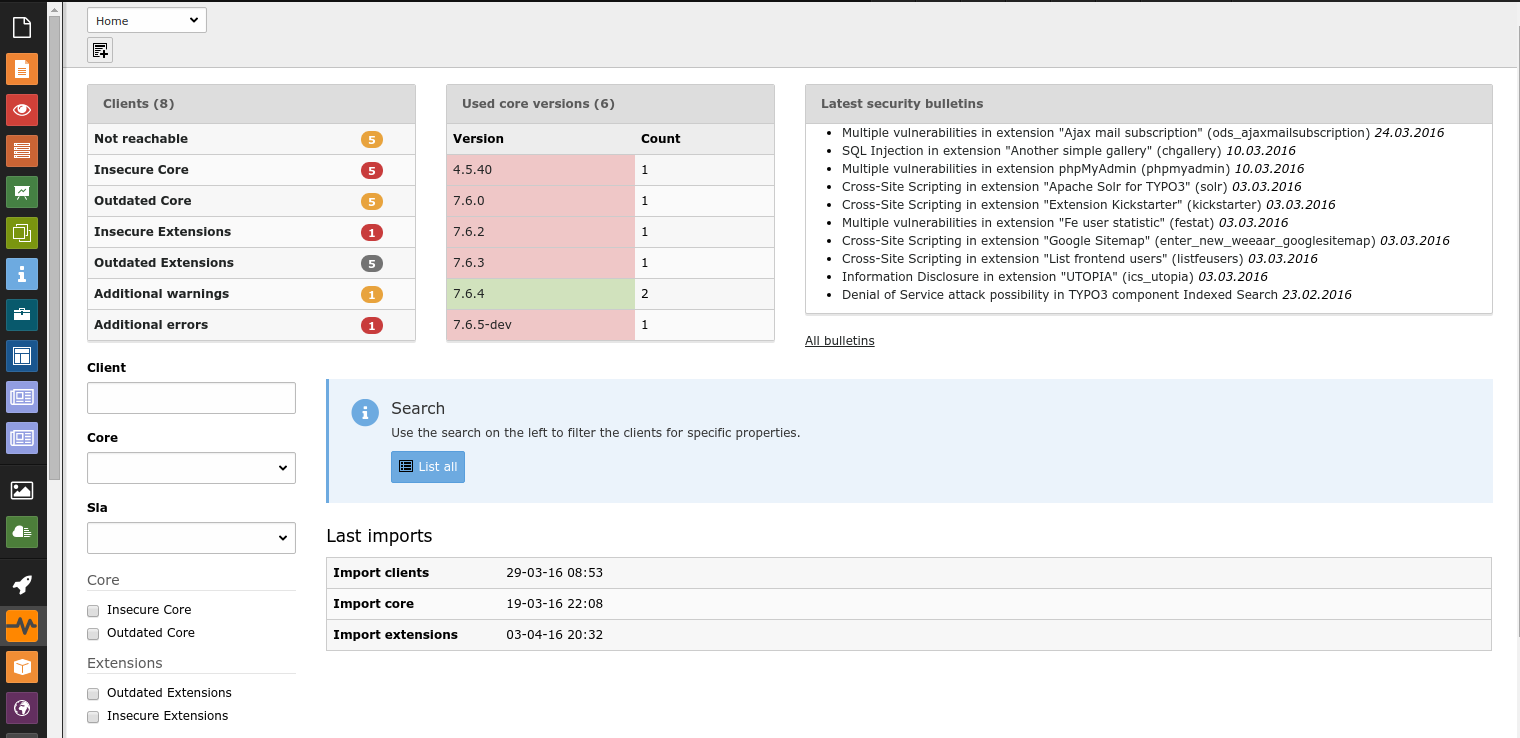 Home
Clients (8)
Not reachable 5
Insecure Core 5
Outdated Core 5
Insecure Extensions 1
Outdated Extensions 5
Additional warnings 1
Additional errors 1
Used core versions (6)
Version Count
4.5.40 1
7.6.0 1
7.6.2 1
7.6.3 1
7.6.4 2
7.6.5-dev 1
Latest security bulletins
• Multiple vulnerabilities in extension "Ajax mail subscription" (ods_ajaxmailsubscription) 24.03.2016
• SQL Injection in extension "Another simple gallery" (chgallery) 10.03.2016
• Multiple vulnerabilities in extension phpMyAdmin (phpmyadmin) 10.03.2016
• Cross-Site Scripting in extension "Apache Solr for TYPO3" (solr) 03.03.2016
• Cross-Site Scripting in extension "Extension Kickstarter" (kickstarter) 03.03.2016
• Multiple vulnerabilities in extension "Fe user statistic" (festat) 03.03.2016
• Cross-Site Scripting in extension "Google Sitemap" (enter_new_weeaar_googlesitemap) 03.03.2016
• Cross-Site Scripting in extension "List frontend users" (listfeusers) 03.03.2016
• Information Disclosure in extension "UTOPIA" (ics_utopia) 03.03.2016
• Denial of Service attack possibility in TYPO3 component Indexed Search 23.02.2016
All bulletins
Client
Core
Sla
Core
Insecure Core
Outdated Core
Extensions
Outdated Extensions
Insecure Extensions
Search
Use the search on the left to filter the clients for specific properties.
List all
Last imports
Import clients 29-03-16 08:53
Import core 19-03-16 22:08
Import extensions 03-04-16 20:32